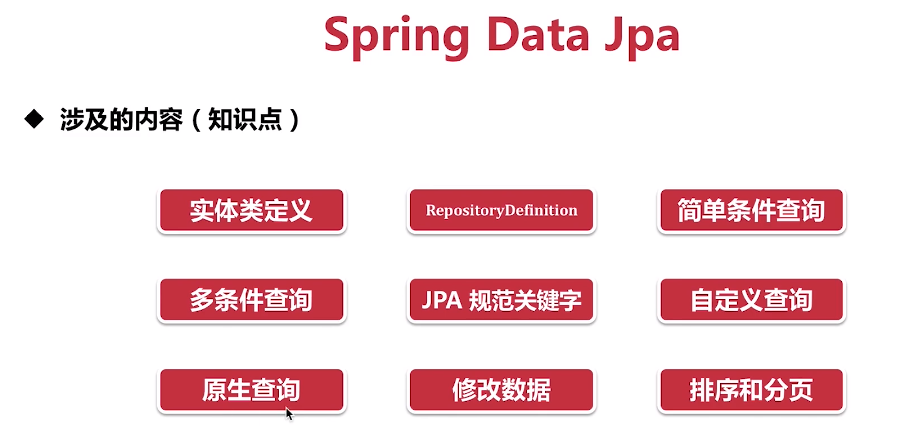 Spring Data Jpa
涉及的内容（知识点）
实体类定义
RepositoryDefinition
简单条件查询
多条件查询
JPA 规范关键字
自定义查询
原生查询
修改数据
排序和分页